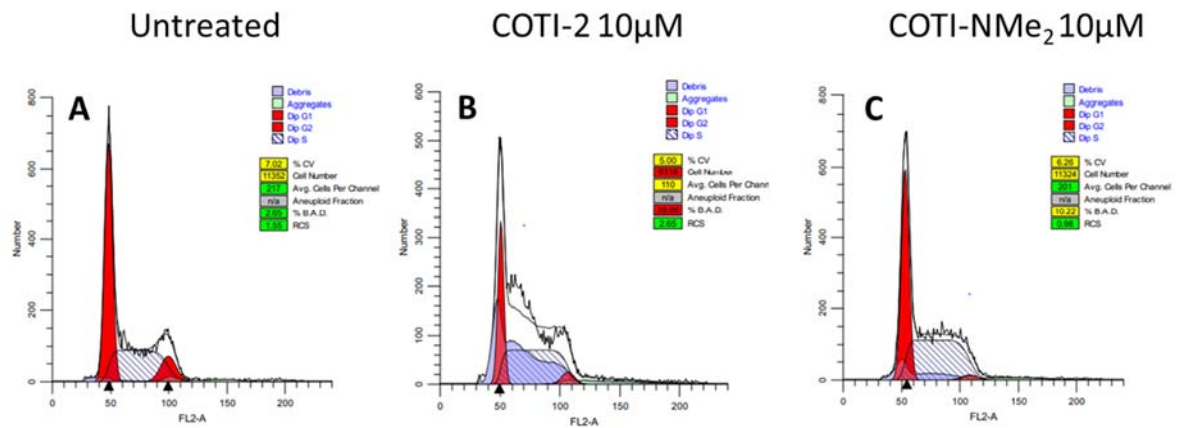 Untreated
COTI-2 10µM
COTI-NMe2 10µM
A
800
600
400
200
0
Number
0
50
100
150
200
FL2-A
Debris
Aggregates
Dip G1
Dip G2
Dip S
7.02 % CV
11352 Cell Number
217 Avg. Cells Per Channel
n/a Aneuploid Fraction
2.65 % B.A.D.
1.55 RCS
B
600
500
400
300
200
100
0
Number
0
50
100
150
200
FL2-A
Debris
Aggregates
Dip G1
Dip G2
Dip S
5.00 % CV
Cell Number
110 Avg. Cells Per Chann
n/a Aneuploid Fraction
% B.A.D.
2.65 RCS
C
800
600
400
200
0
Number
0
50
100
150
200
FL2-A
Debris
Aggregates
Dip G1
Dip G2
Dip S
6.26 % CV
11324 Cell Number
201 Avg. Cells Per Channel
n/a Aneuploid Fraction
10.22 % B.A.D.
0.98 RCS